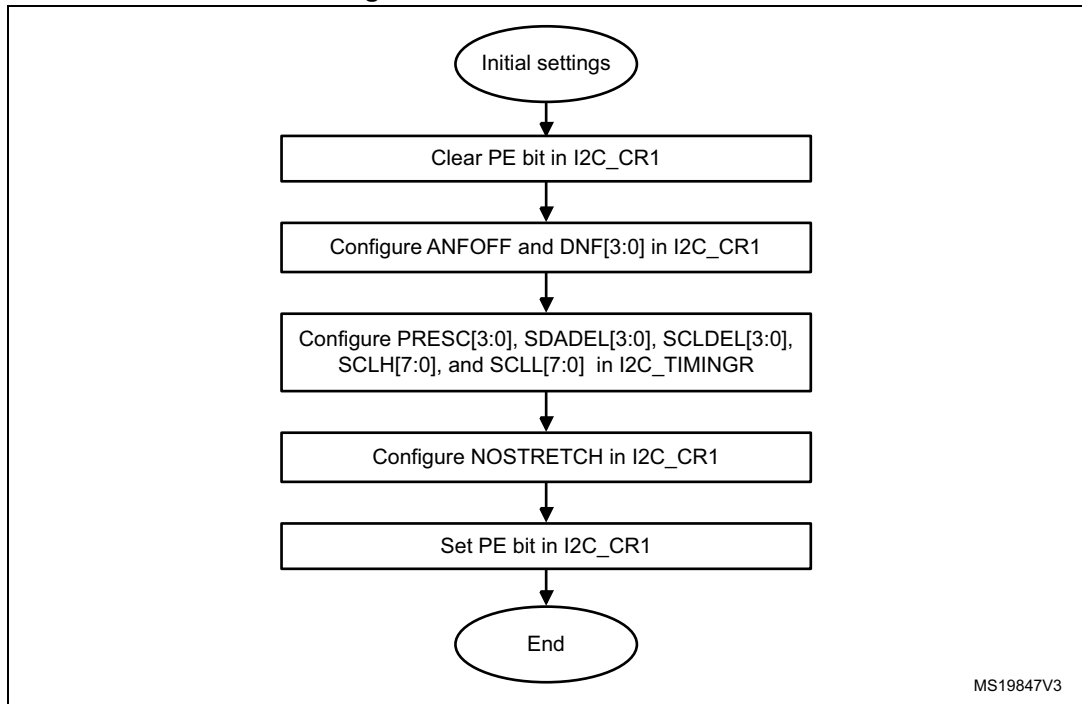 Initial settings
Clear PE bit in I2C_CR1
Configure ANFOFF and DNF[3:0] in I2C_CR1
Configure PRESC[3:0], SDADEL[3:0], SCLDEL[3:0],
SCLH[7:0], and SCLL[7:0] in I2C_TIMINGR
Configure NOSTRETCH in I2C_CR1
Set PE bit in I2C_CR1
End
MS19847V3